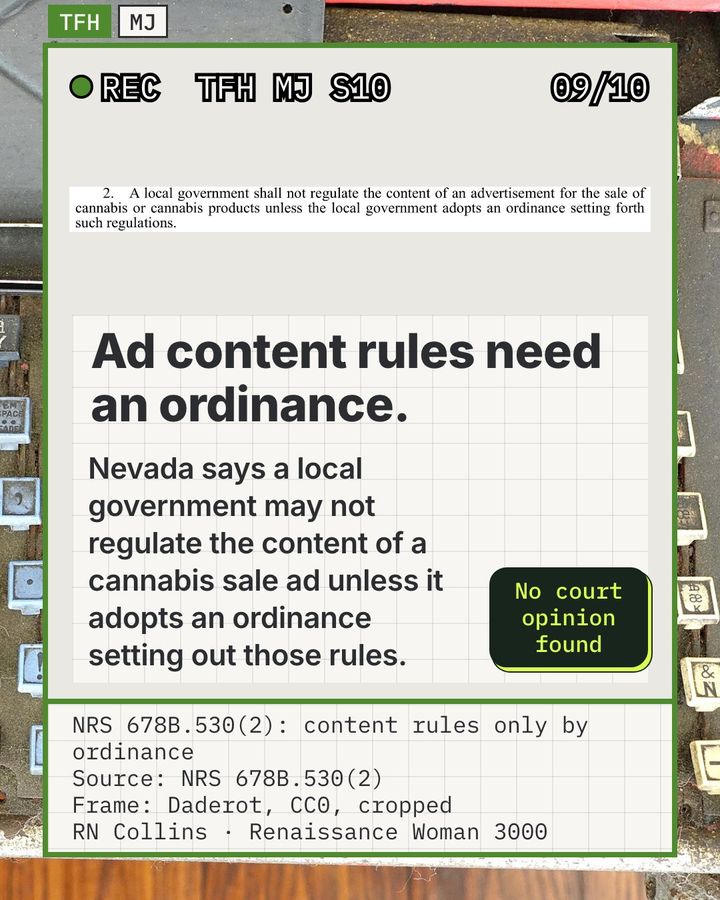 TFH MJ
REC TFH MJ S10 09/10
2. A local government shall not regulate the content of an advertisement for the sale of
cannabis or cannabis products unless the local government adopts an ordinance setting forth
such regulations.
Ad content rules need
an ordinance.
Nevada says a local
government may not
regulate the content of a
cannabis sale ad unless it
adopts an ordinance
setting out those rules.
No court
opinion
found
NRS 678B.530(2): content rules only by
ordinance
Source: NRS 678B.530(2)
Frame: Daderot, CC0, cropped
RN Collins · Renaissance Woman 3000